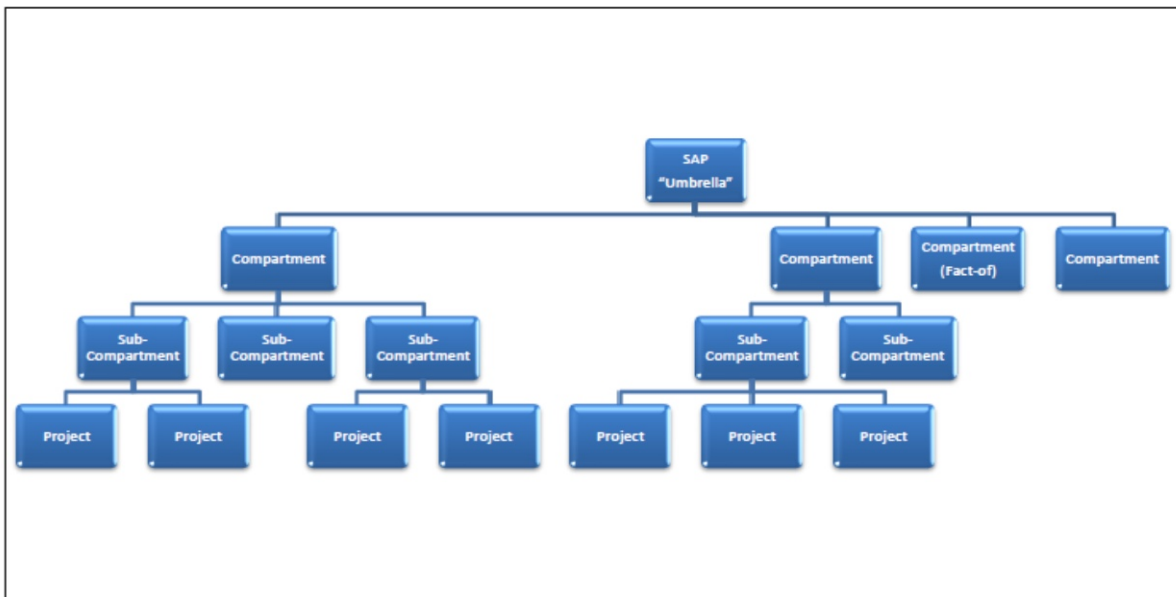 SAP
“Umbrella”
Compartment
Compartment
Compartment
(Fact-of)
Compartment
Sub-
Compartment
Sub-
Compartment
Sub-
Compartment
Sub-
Compartment
Sub-
Compartment
Project
Project
Project
Project
Project
Project
Project